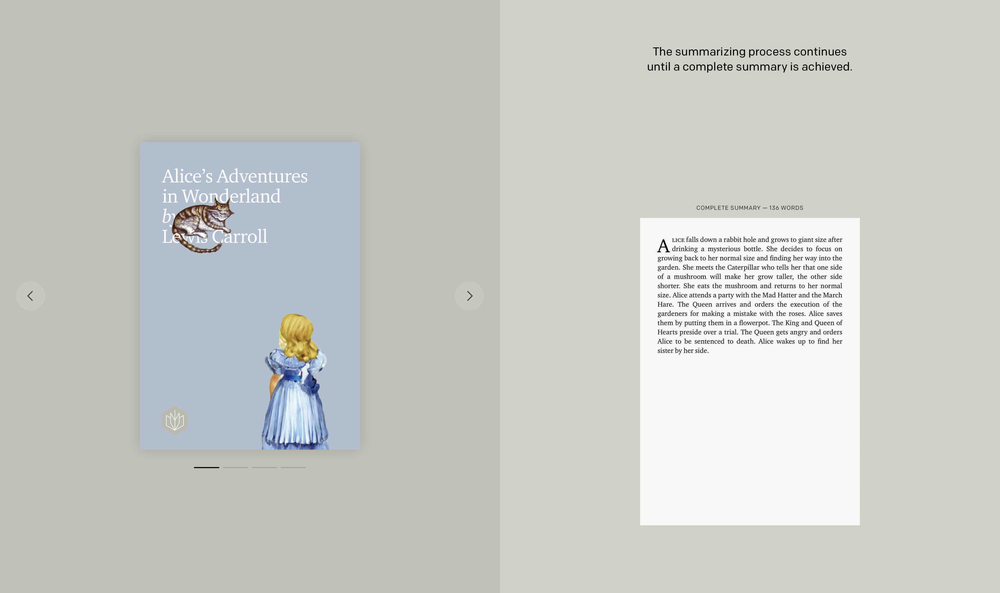 Alice’s Adventures
in Wonderland
by
Lewis Carroll
The summarizing process continues
until a complete summary is achieved.
COMPLETE SUMMARY — 136 WORDS
ALICE falls down a rabbit hole and grows to giant size after
drinking a mysterious bottle. She decides to focus on
growing back to her normal size and finding her way into the
garden. She meets the Caterpillar who tells her that one side
of a mushroom will make her grow taller, the other side
shorter. She eats the mushroom and returns to her normal
size. Alice attends a party with the Mad Hatter and the March
Hare. The Queen arrives and orders the execution of the
gardeners for making a mistake with the roses. Alice saves
them by putting them in a flowerpot. The King and Queen of
Hearts preside over a trial. The Queen gets angry and orders
Alice to be sentenced to death. Alice wakes up to find her
sister by her side.